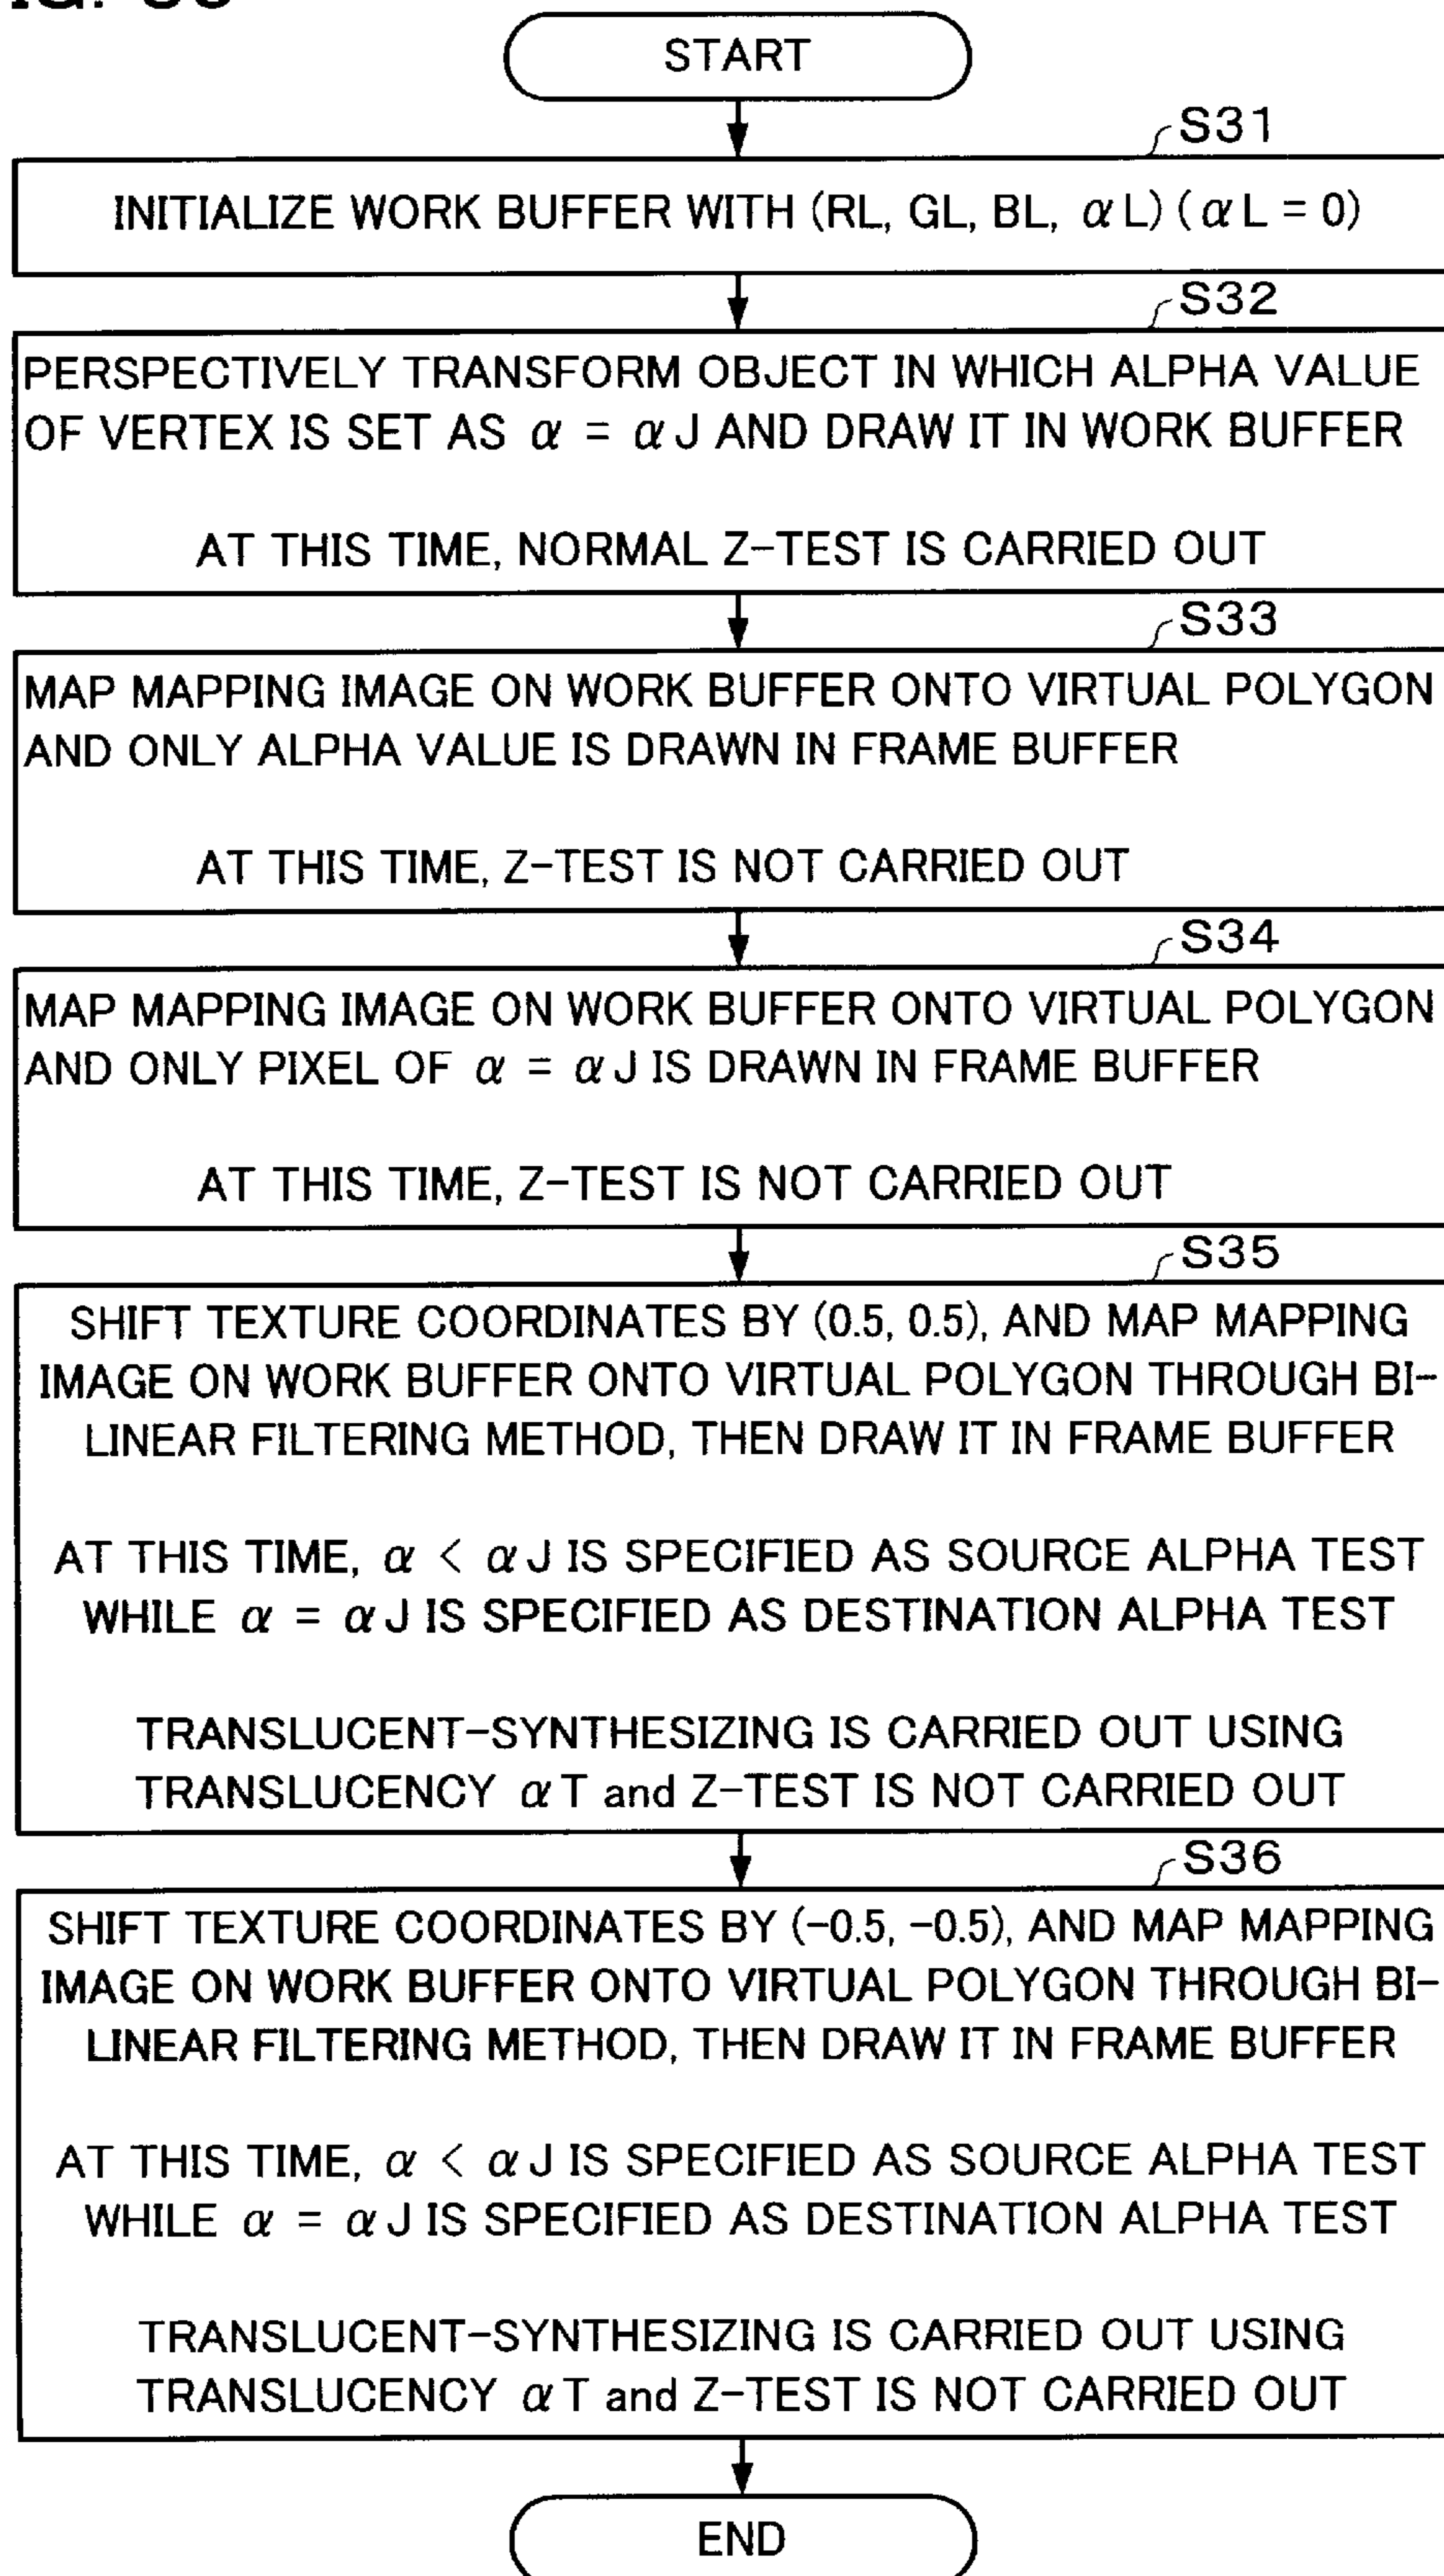 START
S31
INITIALIZE WORK BUFFER WITH (RL, GL, BL, αL) (αL = 0)
S32
PERSPECTIVELY TRANSFORM OBJECT IN WHICH ALPHA VALUE
OF VERTEX IS SET AS α = αJ AND DRAW IT IN WORK BUFFER
AT THIS TIME, NORMAL Z-TEST IS CARRIED OUT
S33
MAP MAPPING IMAGE ON WORK BUFFER ONTO VIRTUAL POLYGON
AND ONLY ALPHA VALUE IS DRAWN IN FRAME BUFFER
AT THIS TIME, Z-TEST IS NOT CARRIED OUT
S34
MAP MAPPING IMAGE ON WORK BUFFER ONTO VIRTUAL POLYGON
AND ONLY PIXEL OF α = αJ IS DRAWN IN FRAME BUFFER
AT THIS TIME, Z-TEST IS NOT CARRIED OUT
S35
SHIFT TEXTURE COORDINATES BY (0.5, 0.5), AND MAP MAPPING
IMAGE ON WORK BUFFER ONTO VIRTUAL POLYGON THROUGH BI-
LINEAR FILTERING METHOD, THEN DRAW IT IN FRAME BUFFER
AT THIS TIME, α < αJ IS SPECIFIED AS SOURCE ALPHA TEST
WHILE α = αJ IS SPECIFIED AS DESTINATION ALPHA TEST
TRANSLUCENT-SYNTHESIZING IS CARRIED OUT USING
TRANSLUCENCY αT and Z-TEST IS NOT CARRIED OUT
S36
SHIFT TEXTURE COORDINATES BY (-0.5, -0.5), AND MAP MAPPING
IMAGE ON WORK BUFFER ONTO VIRTUAL POLYGON THROUGH BI-
LINEAR FILTERING METHOD, THEN DRAW IT IN FRAME BUFFER
AT THIS TIME, α < αJ IS SPECIFIED AS SOURCE ALPHA TEST
WHILE α = αJ IS SPECIFIED AS DESTINATION ALPHA TEST
TRANSLUCENT-SYNTHESIZING IS CARRIED OUT USING
TRANSLUCENCY αT and Z-TEST IS NOT CARRIED OUT
END